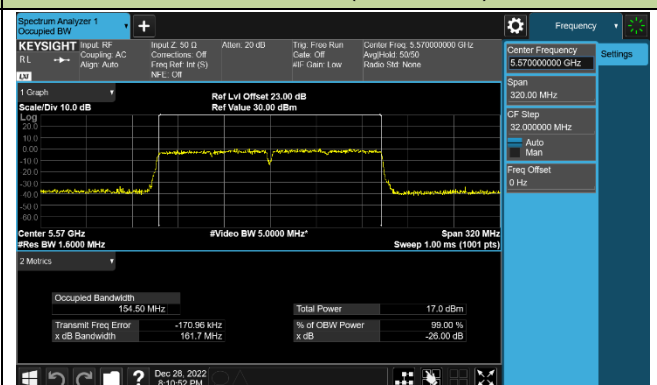 Spectrum Analyzer 1
Occupied BW
Frequency
KEYSIGHT
RL
Input: RF
Coupling: AC
Align: Auto
Input Z: 50 Ω
Corrections: Off
Freq Ref: Int (S)
NFE: Off
Atten: 20 dB
Trig: Free Run
Gate: Off
#IF Gain: Low
Center Freq: 5.570000000 GHz
Avg|Hold: 50/50
Radio Std: None
LXI
1 Graph
Scale/Div 10.0 dB
Ref Lvl Offset 23.00 dB
Ref Value 30.00 dBm
Log
20.0
10.0
0.00
-10.0
-20.0
-30.0
-40.0
-50.0
-60.0
Center 5.57 GHz
#Res BW 1.6000 MHz
#Video BW 5.0000 MHz*
Span 320 MHz
Sweep 1.00 ms (1001 pts)
2 Metrics
Occupied Bandwidth
154.50 MHz
Total Power 17.0 dBm
Transmit Freq Error -170.96 kHz
% of OBW Power 99.00 %
x dB Bandwidth 161.7 MHz
x dB -26.00 dB
Dec 28, 2022
8:10:52 PM
Center Frequency
5.570000000 GHz
Settings
Span
320.00 MHz
CF Step
32.000000 MHz
Auto
Man
Freq Offset
0 Hz